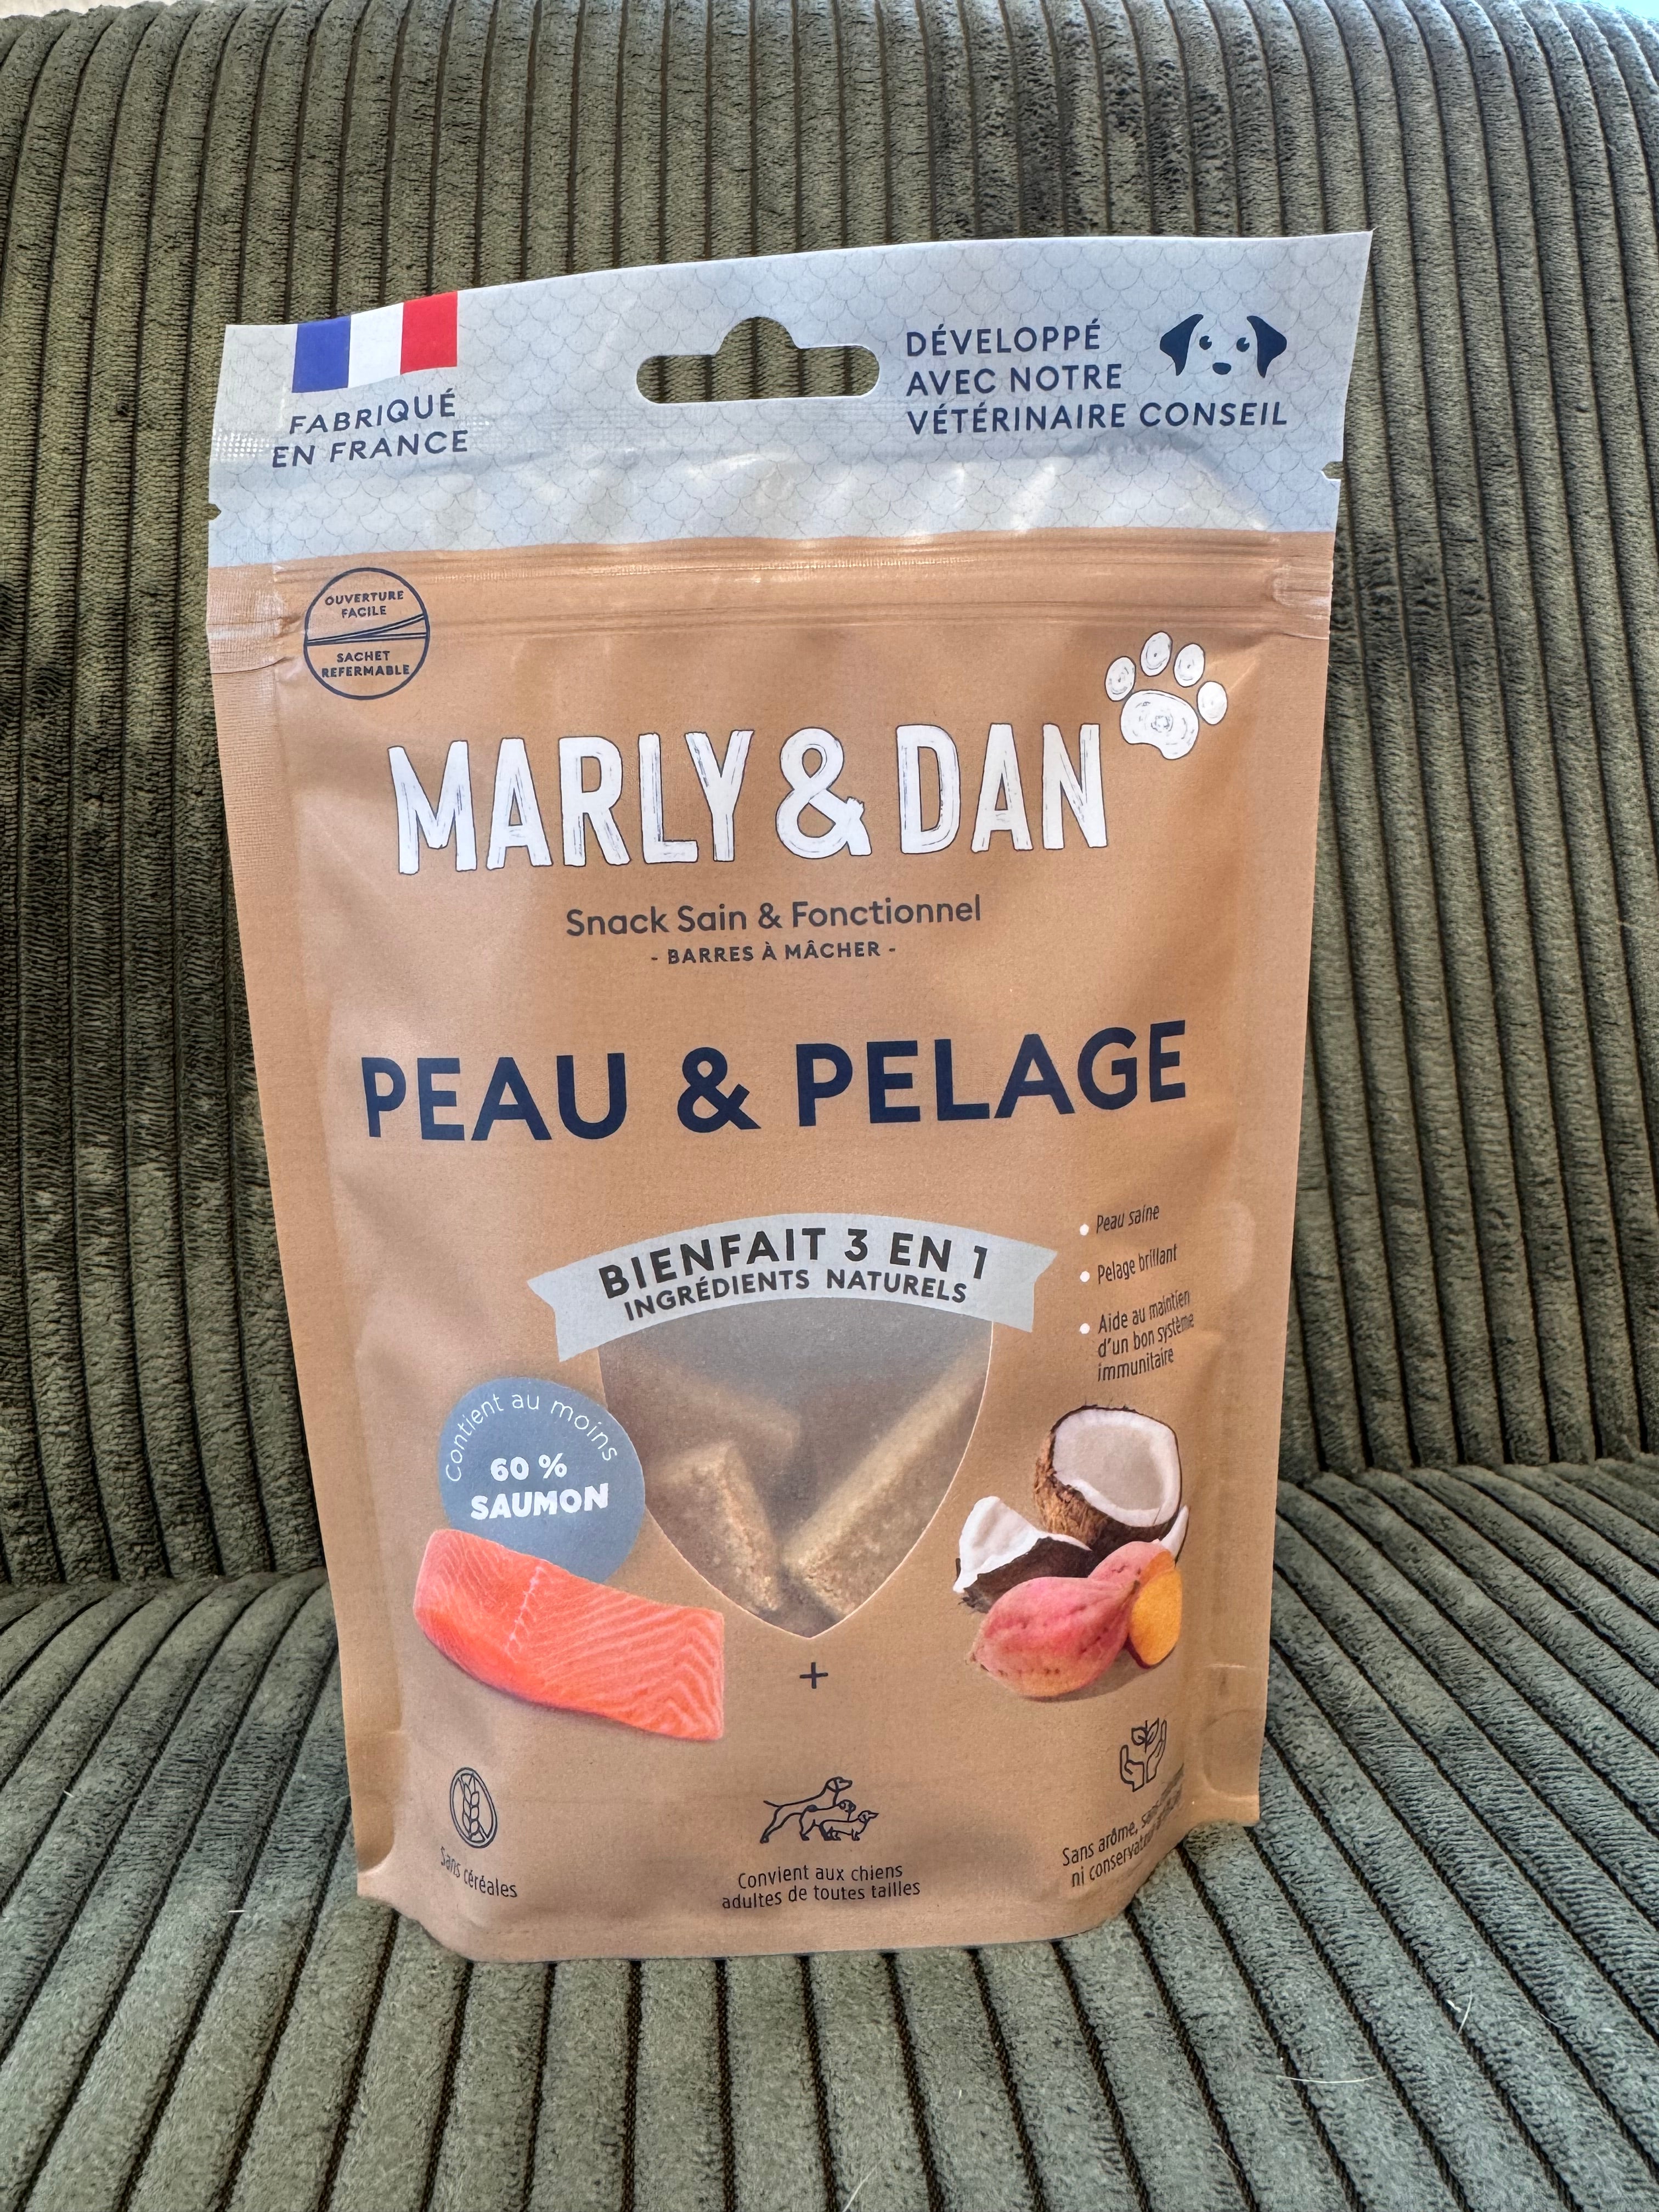 FABRIQUÉ
EN FRANCE
DÉVELOPPÉ
AVEC NOTRE
VÉTÉRINAIRE CONSEIL
OUVERTURE
FACILE
SACHET
REFERMABLE
MARLY & DAN
Snack Sain & Fonctionnel
- BARRES À MÂCHER -
PEAU & PELAGE
BIENFAIT 3 EN 1
INGRÉDIENTS NATURELS
Peau saine
Pelage brillant
Aide au maintien
d'un bon système
immunitaire
Contient au moins
60 %
SAUMON
+
Sans céréales
Convient aux chiens
adultes de toutes tailles
Sans arôme, sans
ni conservateur